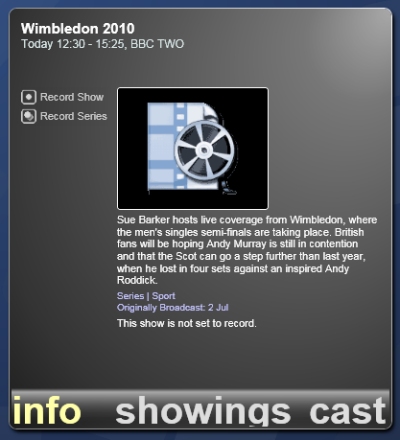 Wimbledon 2010
Today 12:30 - 15:25, BBC TWO
Record Show
Record Series
Sue Barker hosts live coverage from Wimbledon, where
the men's singles semi-finals are taking place. British
fans will be hoping Andy Murray is still in contention
and that the Scot can go a step further than last year,
when he lost in four sets against an inspired Andy
Roddick.
Series | Sport
Originally Broadcast: 2 Jul
This show is not set to record.
info showings cast